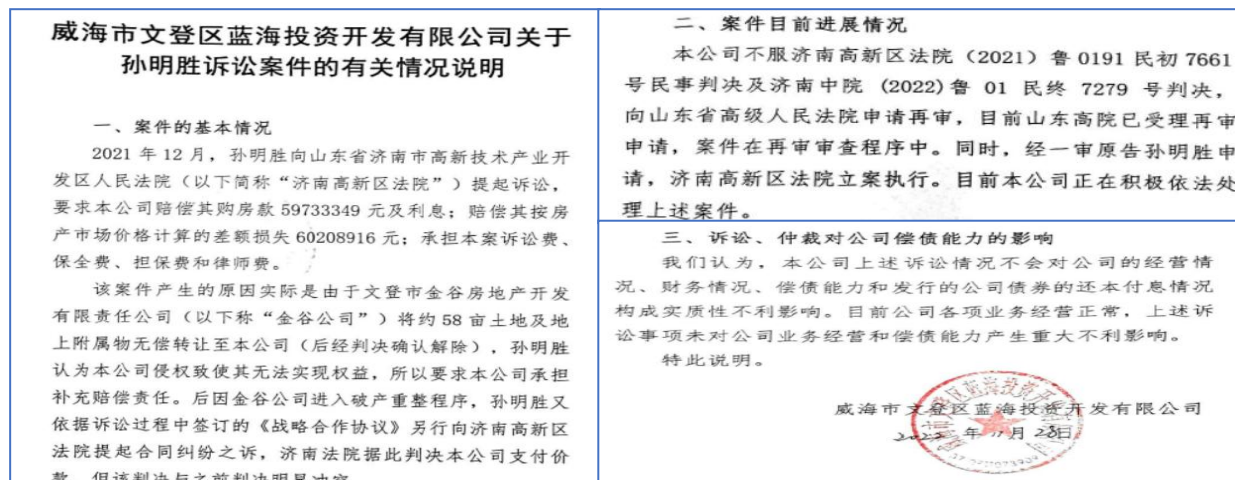 威海市文登区蓝海投资开发有限公司关于
孙明胜诉讼案件的有关情况说明
一、案件的基本情况
2021 年 12 月，孙明胜向山东省济南市高新技术产业开
发区人民法院（以下简称“济南高新区法院”）提起诉讼，
要求本公司赔偿其购房款 59733349 元及利息；赔偿其按房
产市场价格计算的差额损失 60208916 元；承担本案诉讼费、
保全费、担保费和律师费。
该案件产生的原因实际是由于文登市金谷房地产开发
有限责任公司（以下称“金谷公司”）将约 58 亩土地及地
上附属物无偿转让至本公司（后经判决确认解除），孙明胜
认为本公司侵权致使其无法实现权益，所以要求本公司承担
补充赔偿责任。后因金谷公司进入破产重整程序，孙明胜又
依据诉讼过程中签订的《战略合作协议》另行向济南高新区
法院提起合同纠纷之诉，济南法院据此判决本公司支付价
款，但该判决与之前判决明显冲突
二、案件目前进展情况
本公司不服济南高新区法院（2021）鲁 0191 民初 7661
号民事判决及济南中院 (2022)鲁 01 民终 7279 号判决，
向山东省高级人民法院申请再审，目前山东高院已受理再审
申请，案件在再审审查程序中。同时，经一审原告孙明胜申
请，济南高新区法院立案执行。目前本公司正在积极依法处
理上述案件。
三、诉讼、仲裁对公司偿债能力的影响
我们认为，本公司上述诉讼情况不会对公司的经营情
况、财务情况、偿债能力和发行的公司债券的还本付息情况
构成实质性不利影响。目前公司各项业务经营正常，上述诉
讼事项未对公司业务经营和偿债能力产生重大不利影响。
特此说明。
威海市文登区蓝海投资开发有限公司
2022 年 11 月 28日